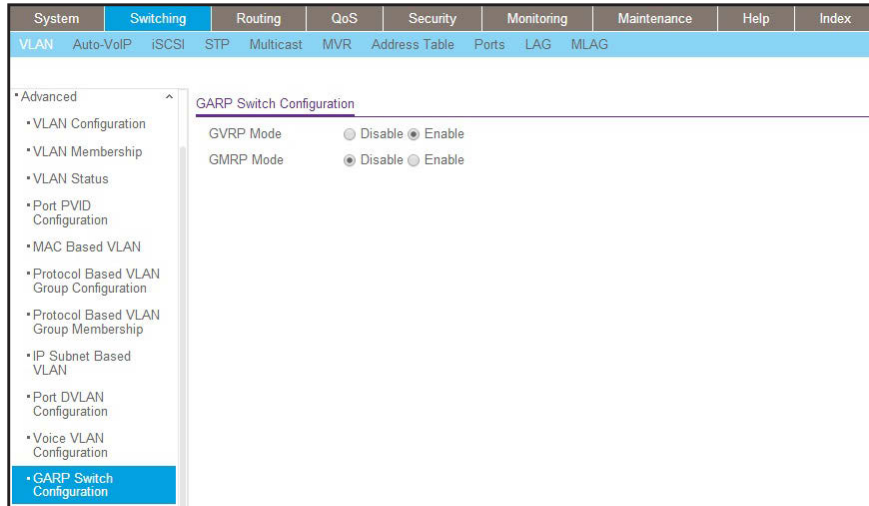 System Switching Routing QoS Security Monitoring Maintenance Help Index
VLAN Auto-VoIP iSCSI STP Multicast MVR Address Table Ports LAG MLAG
Advanced
VLAN Configuration
VLAN Membership
VLAN Status
Port PVID
Configuration
MAC Based VLAN
Protocol Based VLAN
Group Configuration
Protocol Based VLAN
Group Membership
IP Subnet Based
VLAN
Port DVLAN
Configuration
Voice VLAN
Configuration
GARP Switch
Configuration
GARP Switch Configuration
GVRP Mode Disable Enable
GMRP Mode Disable Enable